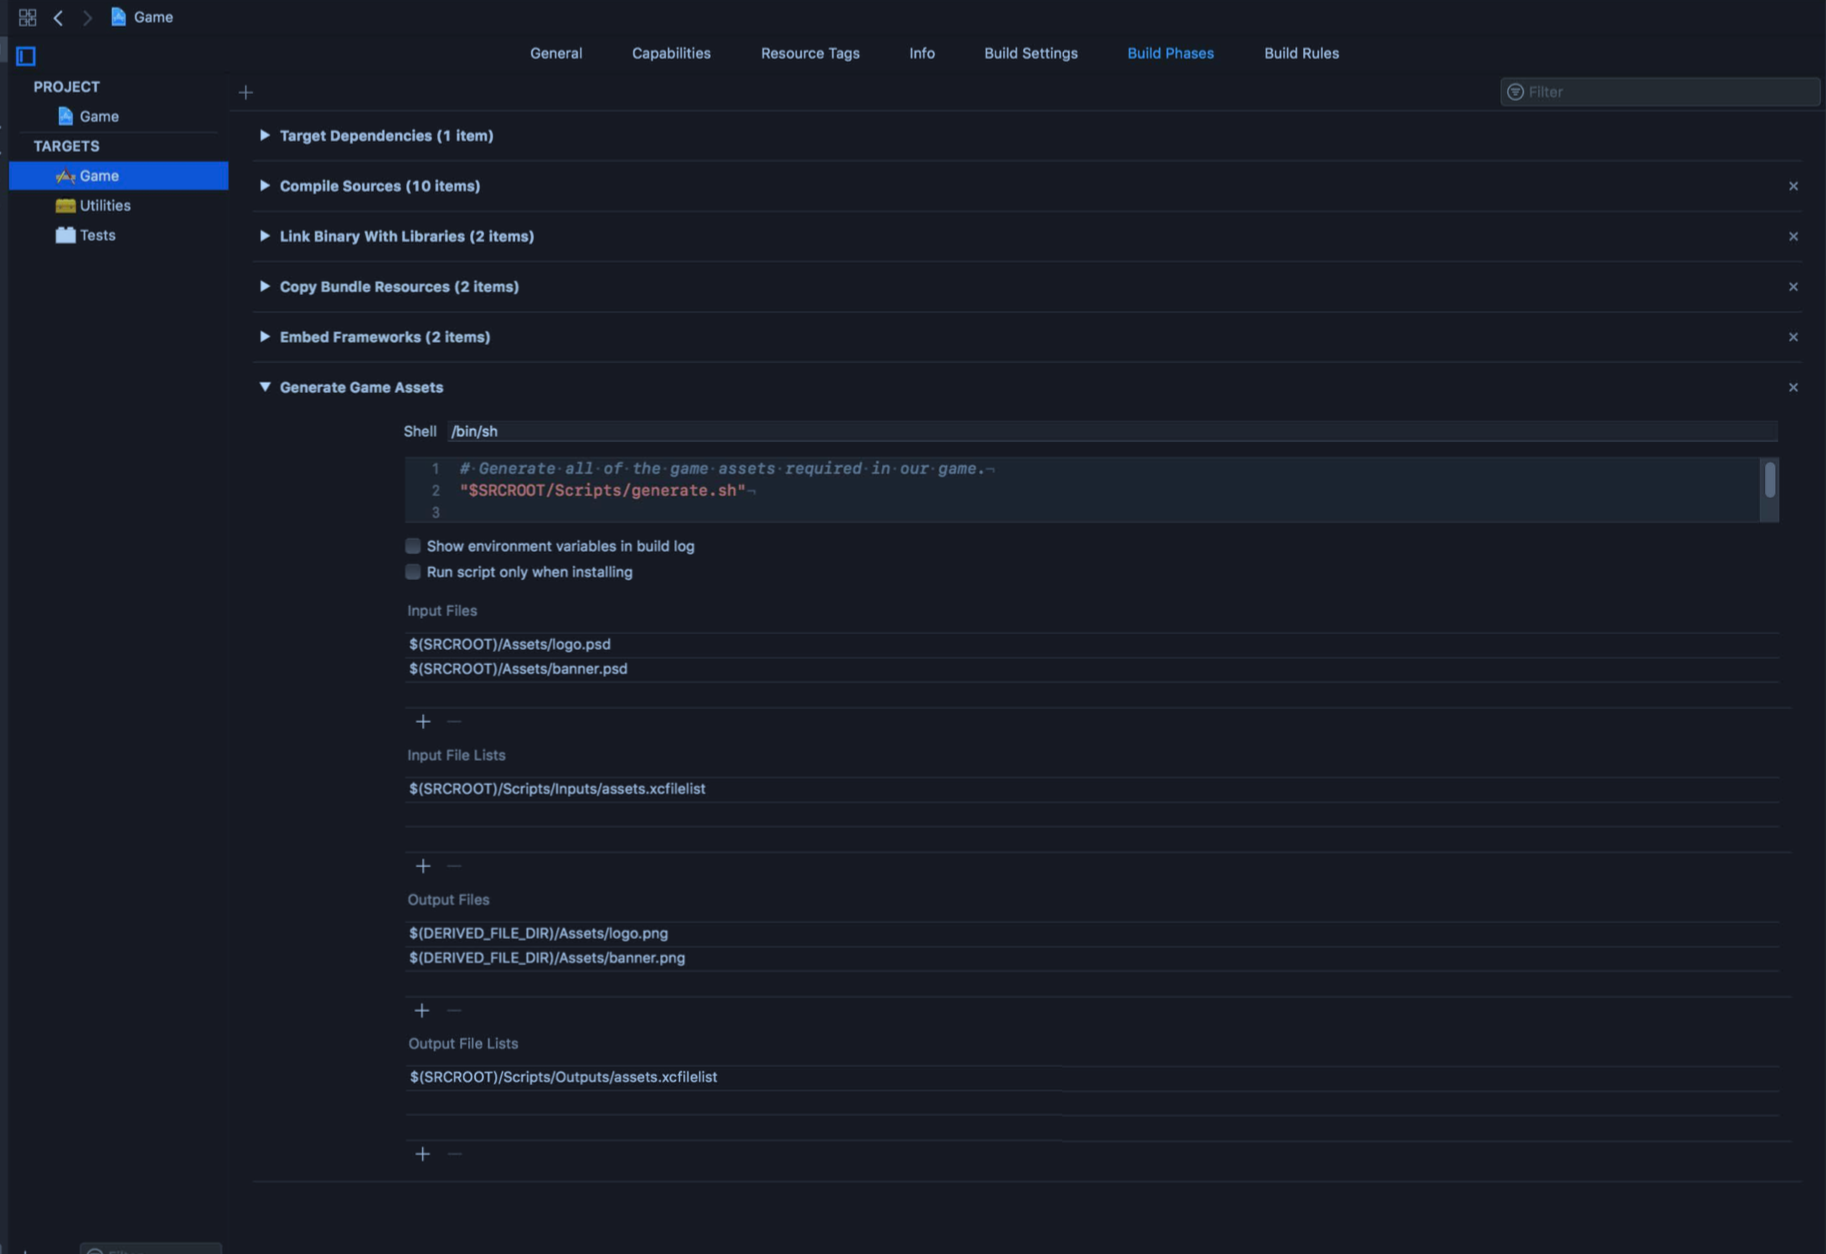 Game
General Capabilities Resource Tags Info Build Settings Build Phases Build Rules
PROJECT
Game
TARGETS
Game
Utilities
Tests
Filter
Target Dependencies (1 item)
Compile Sources (10 items)
Link Binary With Libraries (2 items)
Copy Bundle Resources (2 items)
Embed Frameworks (2 items)
Generate Game Assets
Shell /bin/sh
1 # Generate all of the game assets required in our game.
2 "$SRCROOT/Scripts/generate.sh"
3
Show environment variables in build log
Run script only when installing
Input Files
$(SRCROOT)/Assets/logo.psd
$(SRCROOT)/Assets/banner.psd
Input File Lists
$(SRCROOT)/Scripts/Inputs/assets.xcfilelist
Output Files
$(DERIVED_FILE_DIR)/Assets/logo.png
$(DERIVED_FILE_DIR)/Assets/banner.png
Output File Lists
$(SRCROOT)/Scripts/Outputs/assets.xcfilelist